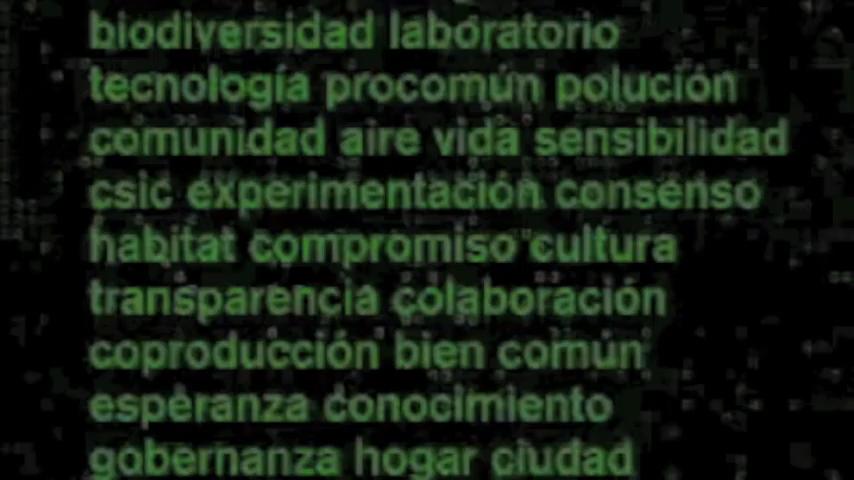 biodiversidad laboratorio
tecnología procomún polución
comunidad aire vida sensibilidad
csic experimentación consenso
habitat compromiso cultura
transparencia colaboración
coproducción bien común
esperanza conocimiento
gobernanza hogar ciudad